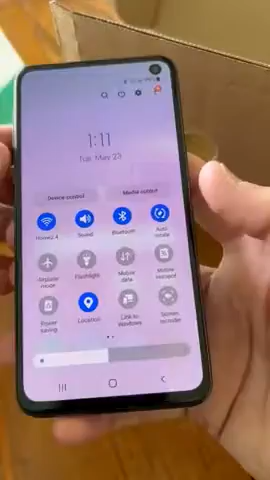 1:11
Tue, May 23
Device control
Media output
Sound
Bluetooth
Auto
rotate
Airplane
mode
Flashlight
Mobile
data
Mobile
hotspot
Power
saving
Location
Link to
Windows
Screen
recorder